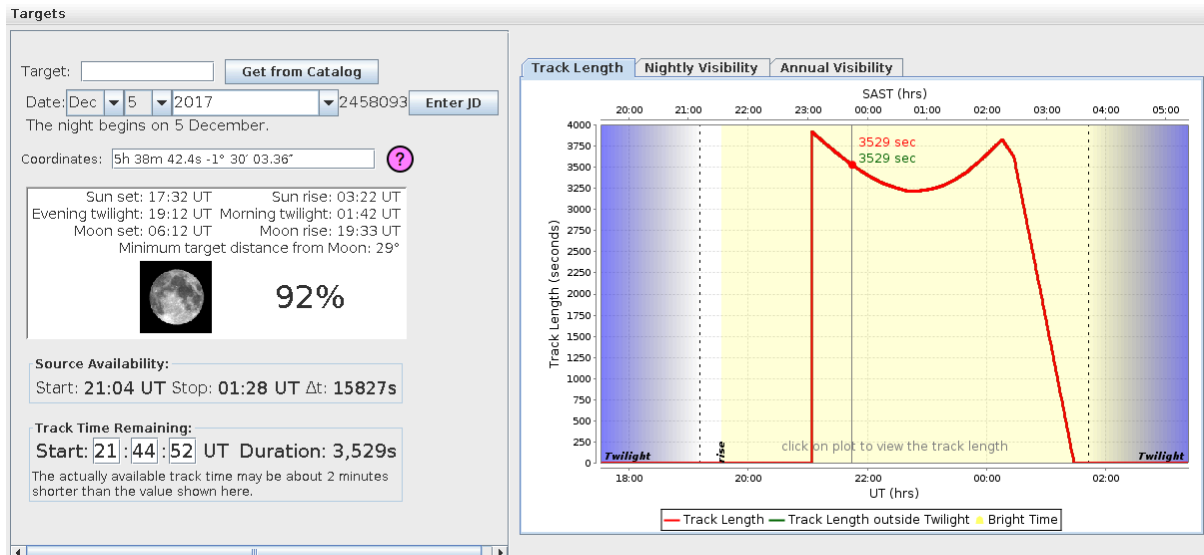 Targets
Target: Get from Catalog
Date: Dec 5 2017 2458093 Enter JD
The night begins on 5 December.
Coordinates: 5h 38m 42.4s -1° 30' 03.36" ?
Sun set: 17:32 UT Sun rise: 03:22 UT
Evening twilight: 19:12 UT Morning twilight: 01:42 UT
Moon set: 06:12 UT Moon rise: 19:33 UT
Minimum target distance from Moon: 29°
92%
Source Availability:
Start: 21:04 UT Stop: 01:28 UT Δt: 15827s
Track Time Remaining:
Start: 21 : 44 : 52 UT Duration: 3,529s
The actually available track time may be about 2 minutes
shorter than the value shown here.
Track Length Nightly Visibility Annual Visibility
SAST (hrs)
20:00 21:00 22:00 23:00 00:00 01:00 02:00 03:00 04:00 05:00
4000
3750
3500
3250
3000
2750
2500
2250
2000
1750
1500
1250
1000
750
500
250
0
Track Length (seconds)
3529 sec
3529 sec
click on plot to view the track length
rise
Twilight Twilight
18:00 20:00 22:00 00:00 02:00
UT (hrs)
Track Length Track Length outside Twilight Bright Time